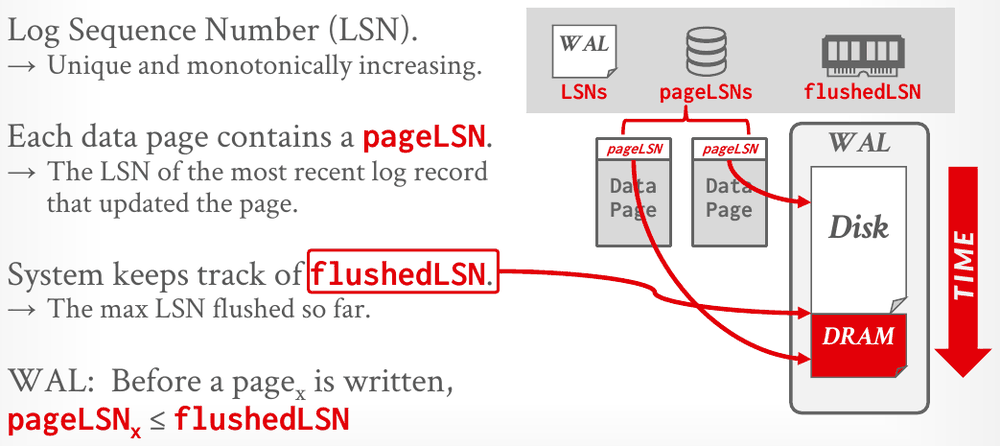 Log Sequence Number (LSN).
→ Unique and monotonically increasing.
Each data page contains a pageLSN.
→ The LSN of the most recent log record
that updated the page.
System keeps track of flushedLSN.
→ The max LSN flushed so far.
WAL: Before a pageₓ is written,
pageLSNₓ ≤ flushedLSN
WAL
LSNs
pageLSNs
flushedLSN
pageLSN
Data
Page
pageLSN
Data
Page
WAL
Disk
DRAM
TIME